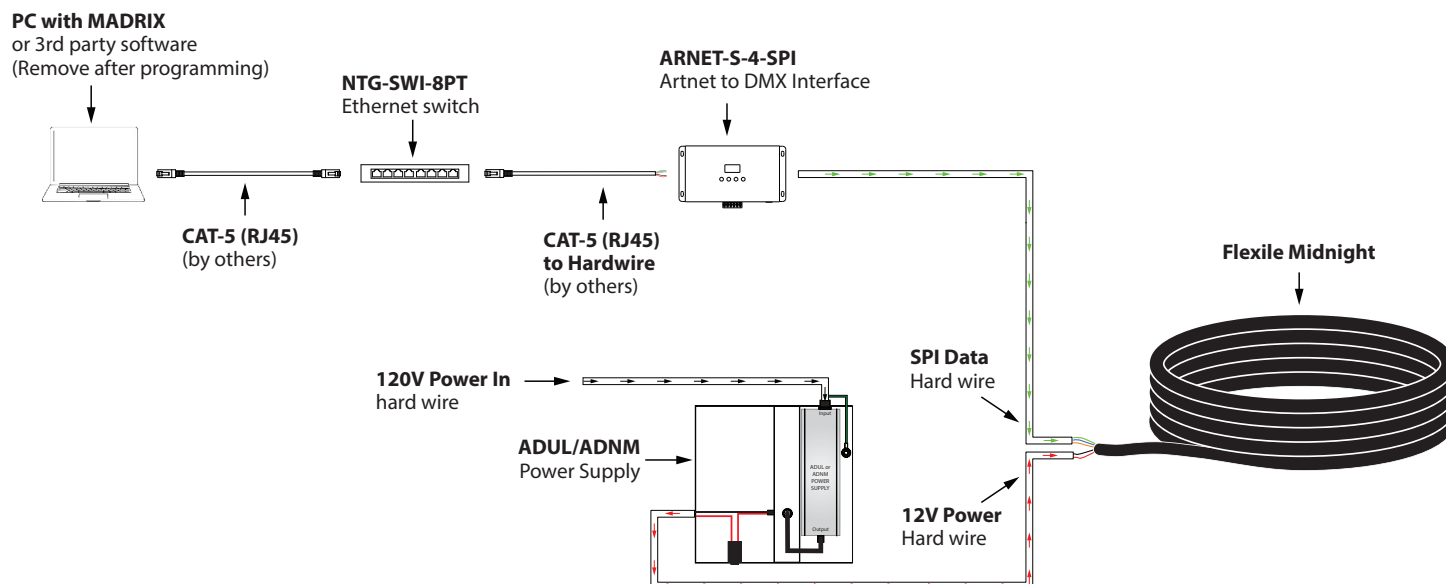 PC with MADRIX
or 3rd party software
(Remove after programming)
NTG-SWI-8PT
Ethernet switch
ARNET-S-4-SPI
Artnet to DMX Interface
CAT-5 (RJ45)
(by others)
CAT-5 (RJ45)
to Hardwire
(by others)
Flexile Midnight
SPI Data
Hard wire
120V Power In
hard wire
Input
ADUL/ADNM
Power Supply
ADUL or
ADNM
POWER
SUPPLY
Output
12V Power
Hard wire